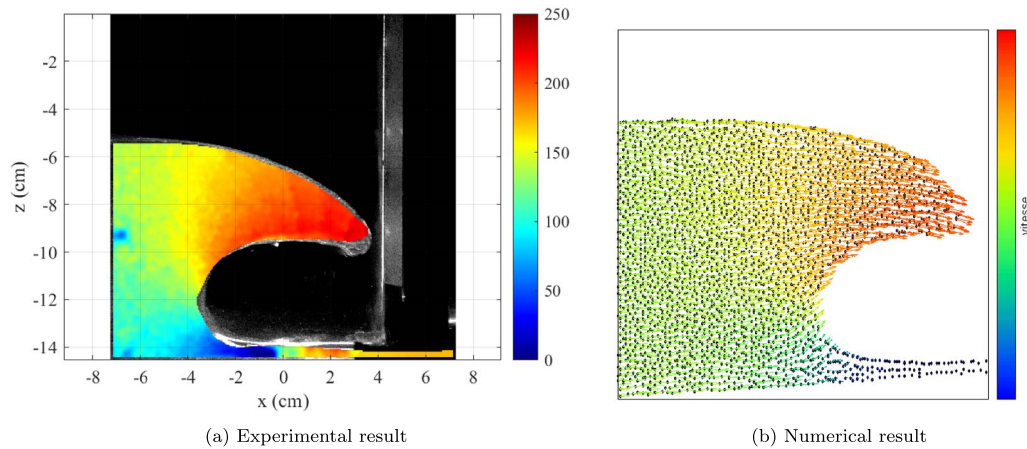 250
200
150
100
50
0
-2
-4
-6
-8
-10
-12
-14
z (cm)
-8 -6 -4 -2 0 2 4 6 8
x (cm)
vitesse
(a) Experimental result
(b) Numerical result